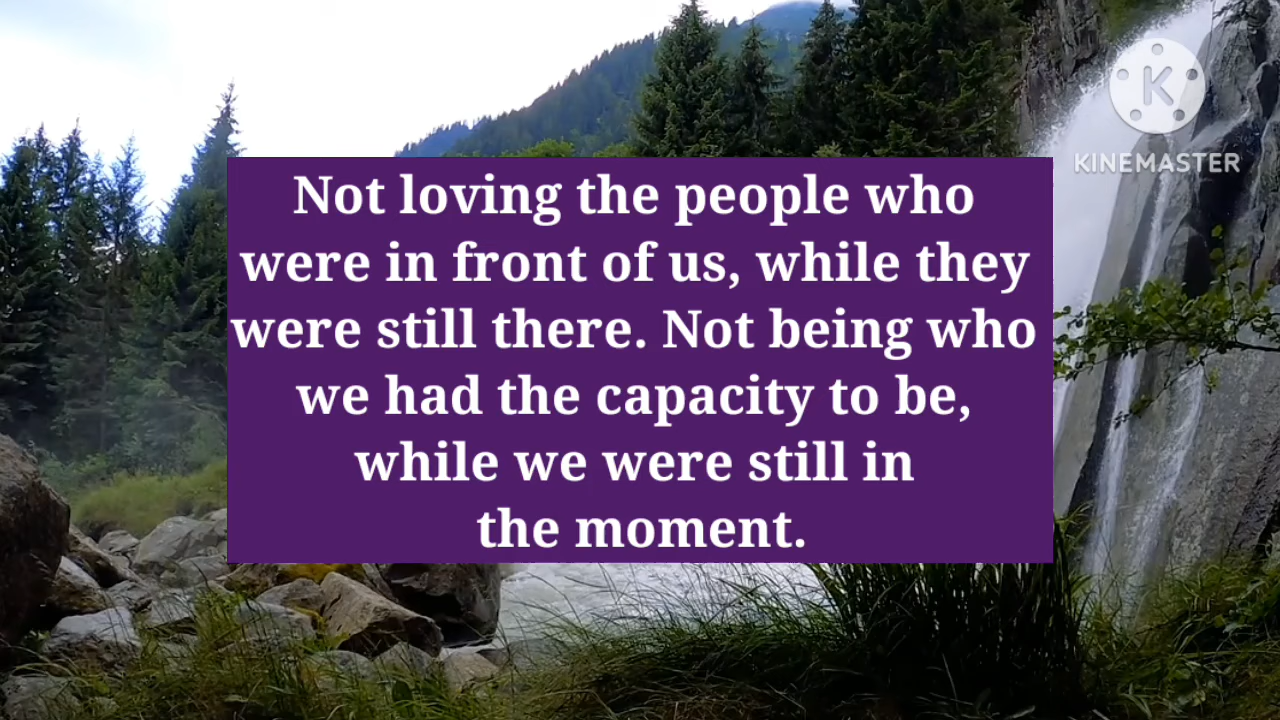 Not loving the people who
were in front of us, while they
were still there. Not being who
we had the capacity to be,
while we were still in
the moment.
K
KINEMASTER